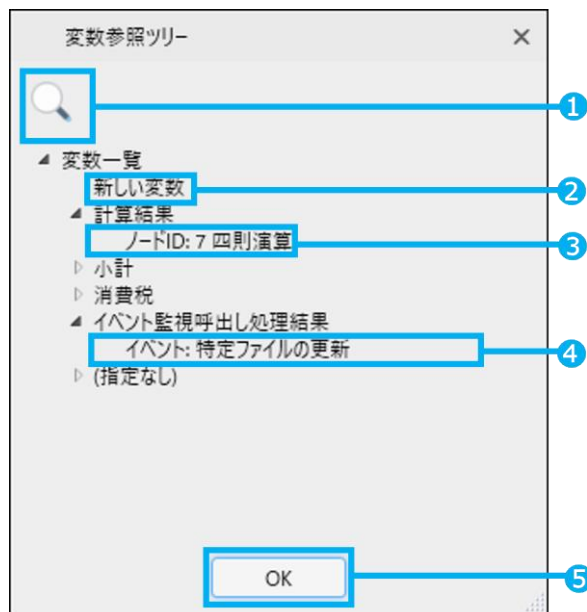 変数参照ツリー ×
1
▲ 変数一覧
新しい変数
2
▲ 計算結果
ノードID: 7 四則演算
3
▷ 小計
▷ 消費税
▲ イベント監視呼出し処理結果
イベント: 特定ファイルの更新
4
▷ (指定なし)
OK
5